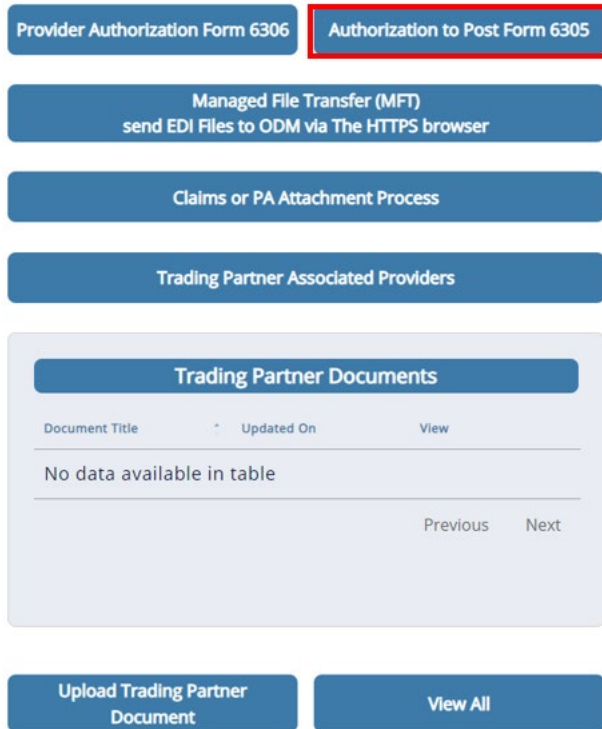 Provider Authorization Form 6306
Authorization to Post Form 6305
Managed File Transfer (MFT)
send EDI Files to ODM via The HTTPS browser
Claims or PA Attachment Process
Trading Partner Associated Providers
Trading Partner Documents
Document Title Updated On View
No data available in table
Previous Next
Upload Trading Partner
Document
View All